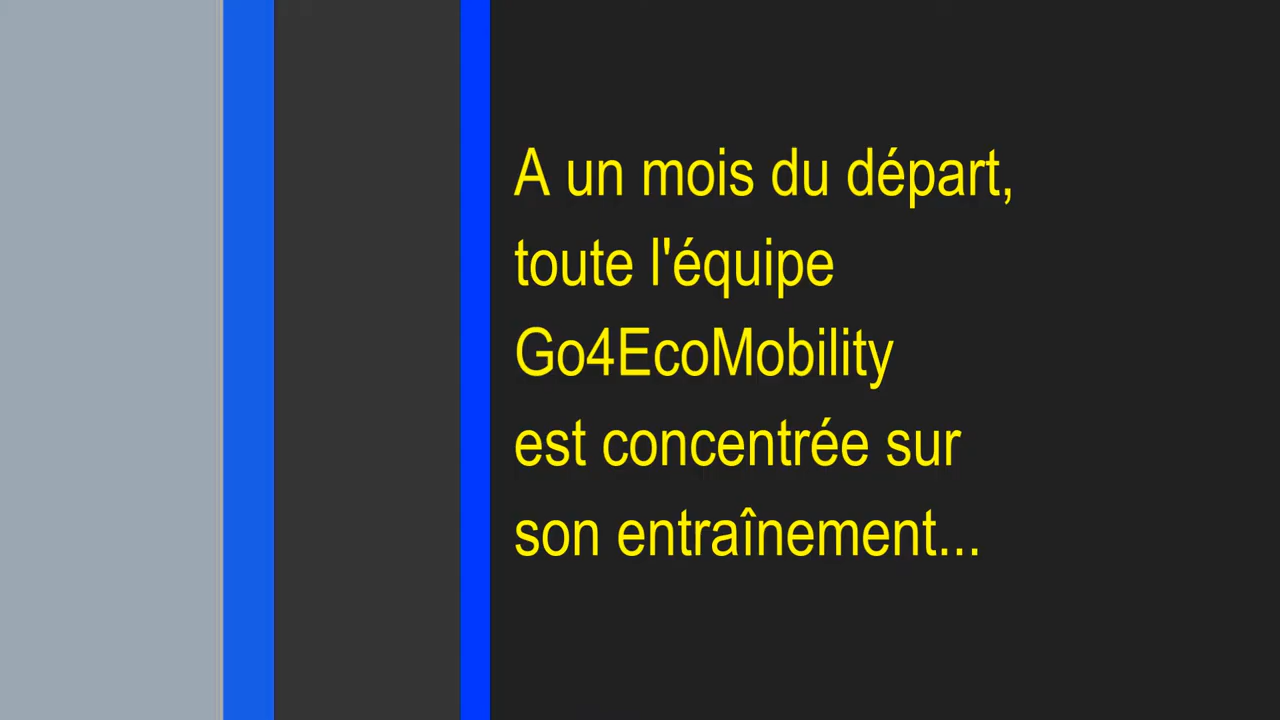 A un mois du départ,
toute l'équipe
Go4EcoMobility
est concentrée sur
son entraînement...